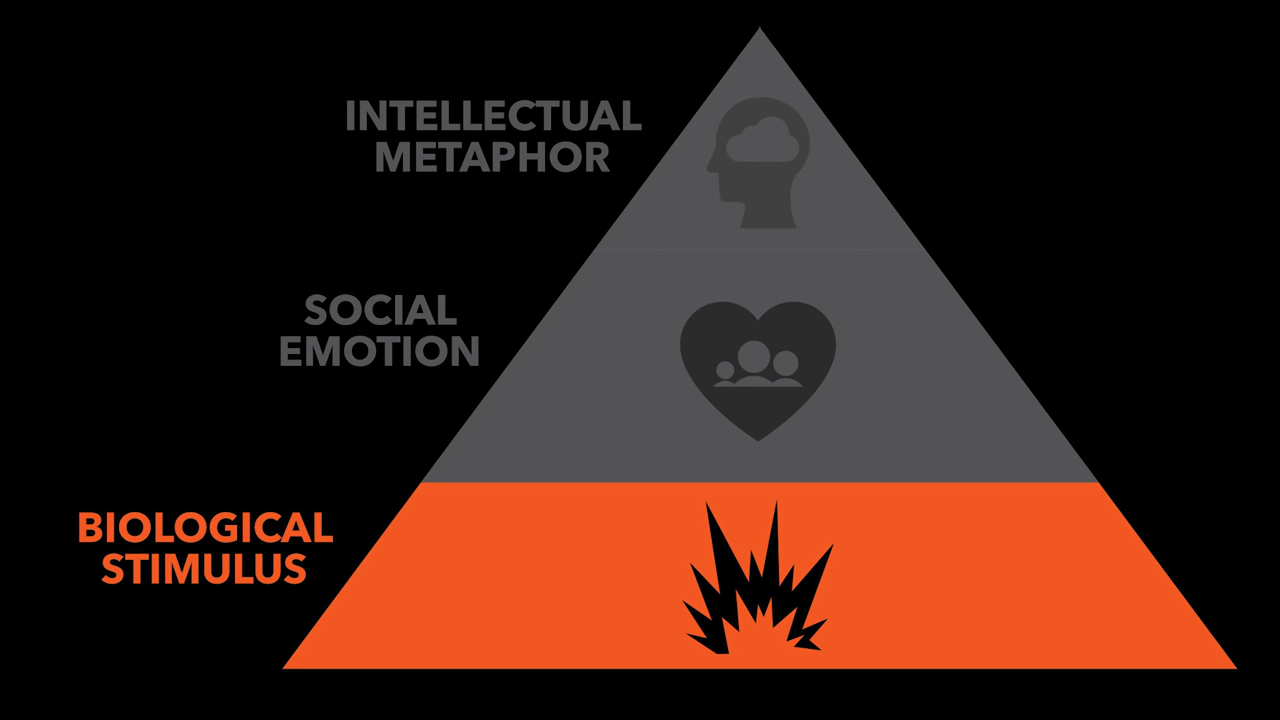 INTELLECTUAL
METAPHOR
SOCIAL
EMOTION
BIOLOGICAL
STIMULUS